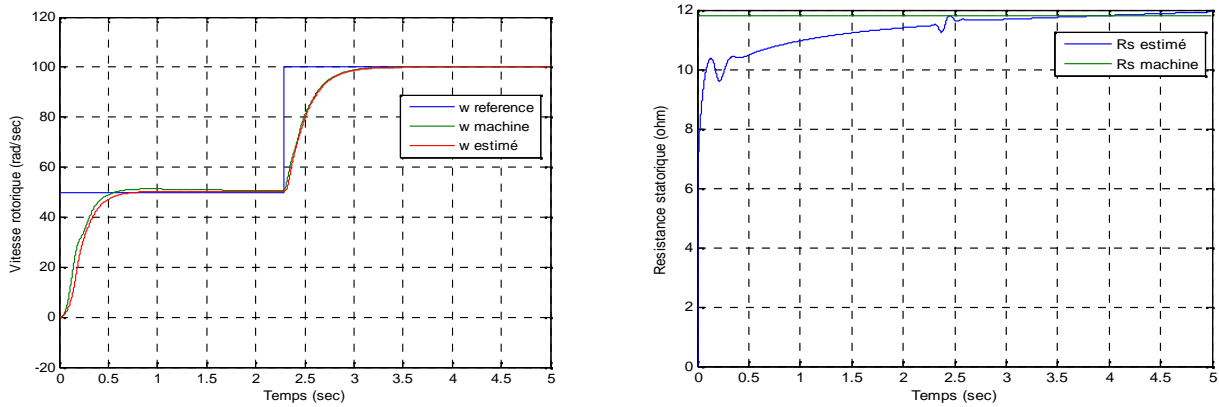 120
100
80
60
40
20
0
-20
0 0.5 1 1.5 2 2.5 3 3.5 4 4.5 5
Vitesse rotorique (rad/sec)
Temps (sec)
w reference
w machine
w estimé
12
10
8
6
4
2
0
0 0.5 1 1.5 2 2.5 3 3.5 4 4.5 5
Resistance statorique (ohm)
Temps (sec)
Rs estimé
Rs machine